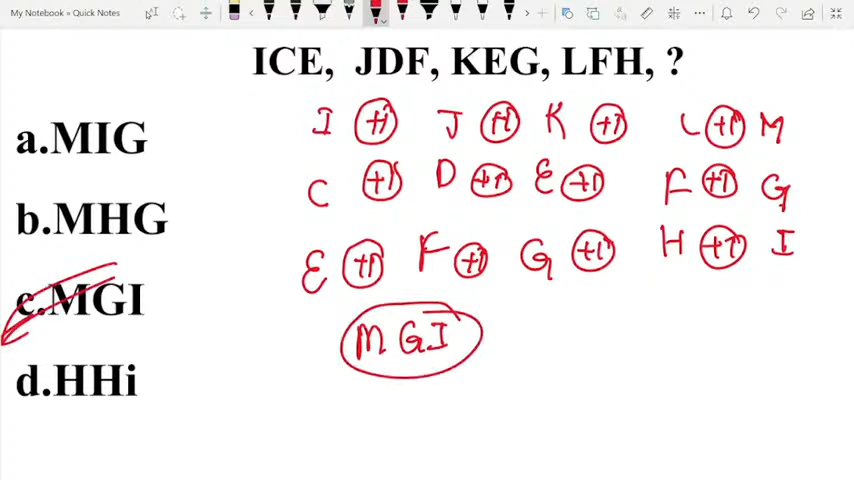 My Notebook » Quick Notes
ICE, JDF, KEG, LFH, ?
I +1 J +1 K +1 L +1 M
a.MIG
C +1 D +1 E +1 F +1 G
b.MHG
E +1 F +1 G +1 H +1 I
c.MGI
MGI
d.HHi